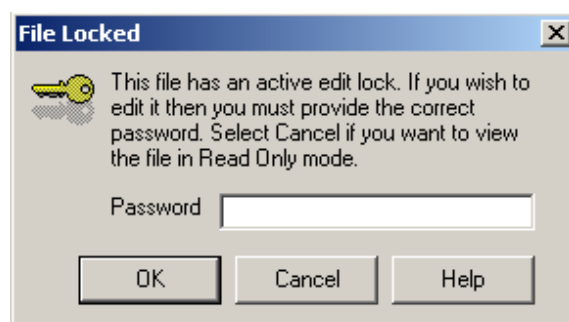 File Locked
This file has an active edit lock. If you wish to
edit it then you must provide the correct
password. Select Cancel if you want to view
the file in Read Only mode.
Password
OK Cancel Help